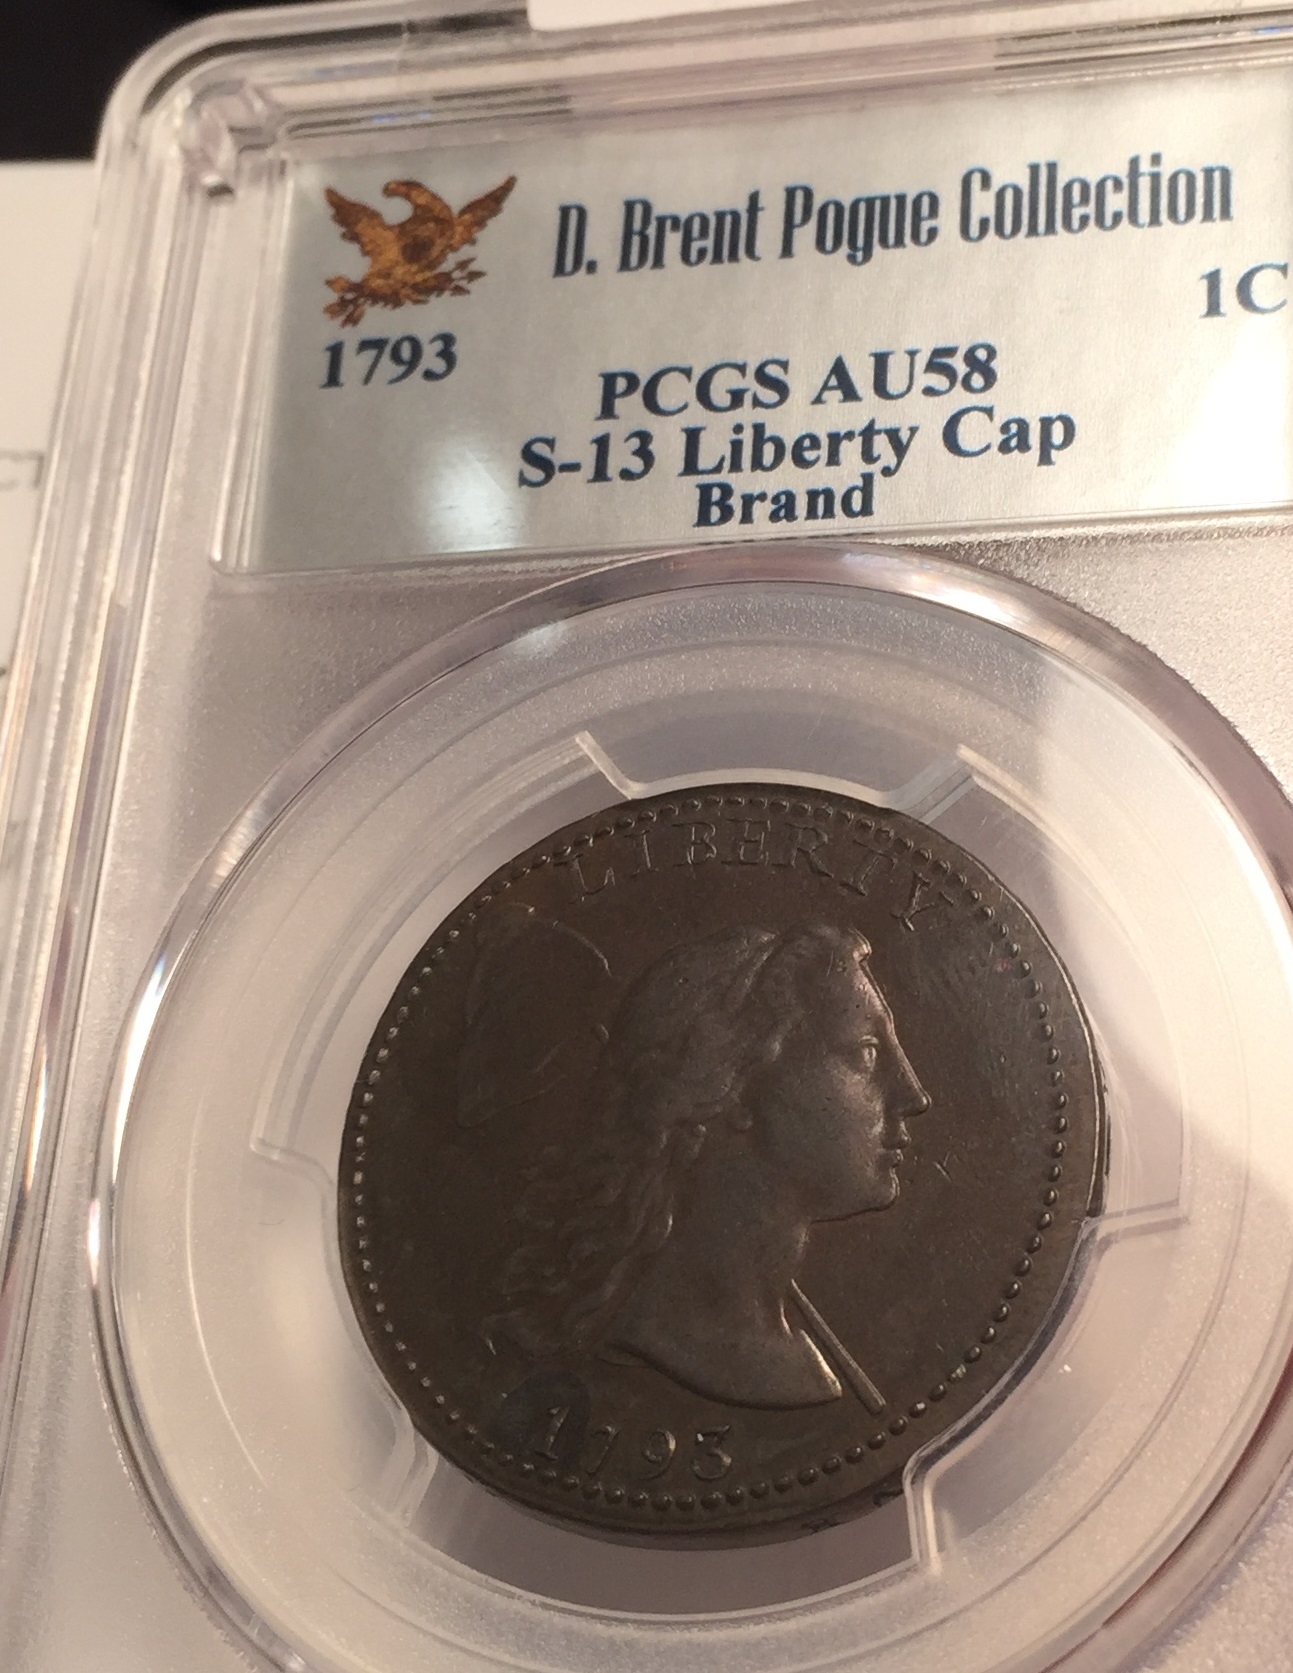 D. Brent Pogue Collection
1793 1C
PCGS AU58
S-13 Liberty Cap
Brand
LIBERTY
1793